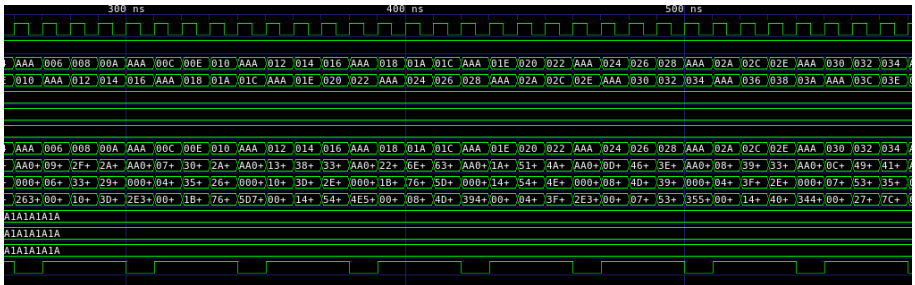 300 ns 400 ns 500 ns
AAA 006 008 00A AAA 00C 00E 010 AAA 012 014 016 AAA 018 01A 01C AAA 01E 020 022 AAA 024 026 028 AAA 02A 02C 02E AAA 030 032 034
010 AAA 012 014 016 AAA 018 01A 01C AAA 01E 020 022 AAA 024 026 028 AAA 02A 02C 02E AAA 030 032 034 AAA 036 038 03A AAA 03C 03E
AAA 006 008 00A AAA 00C 00E 010 AAA 012 014 016 AAA 018 01A 01C AAA 01E 020 022 AAA 024 026 028 AAA 02A 02C 02E AAA 030 032 034
AA0+ 09+ 2F+ 2A+ AA0+ 07+ 30+ 2A+ AA0+ 13+ 38+ 33+ AA0+ 22+ 6E+ 63+ AA0+ 1A+ 51+ 4A+ AA0+ 0D+ 46+ 3E+ AA0+ 08+ 39+ 33+ AA0+ 0C+ 49+ 41+
000+ 06+ 33+ 29+ 000+ 04+ 35+ 26+ 000+ 10+ 3D+ 2E+ 000+ 1B+ 76+ 5D+ 000+ 14+ 54+ 4E+ 000+ 08+ 4D+ 39+ 000+ 04+ 3F+ 2E+ 000+ 07+ 53+ 35+
263+ 00+ 10+ 3D+ 2E3+ 00+ 1B+ 76+ 5D7+ 00+ 14+ 54+ 4E5+ 00+ 08+ 4D+ 394+ 00+ 04+ 3F+ 2E3+ 00+ 07+ 53+ 355+ 00+ 14+ 40+ 344+ 00+ 27+ 7C+
A1A1A1A1A
A1A1A1A1A
A1A1A1A1A